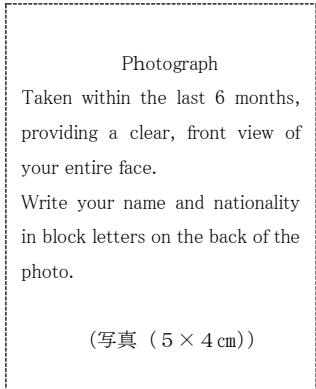 Photograph
Taken within the last 6 months,
providing a clear, front view of
your entire face.
Write your name and nationality
in block letters on the back of the
photo.
(写真（５×４㎝))